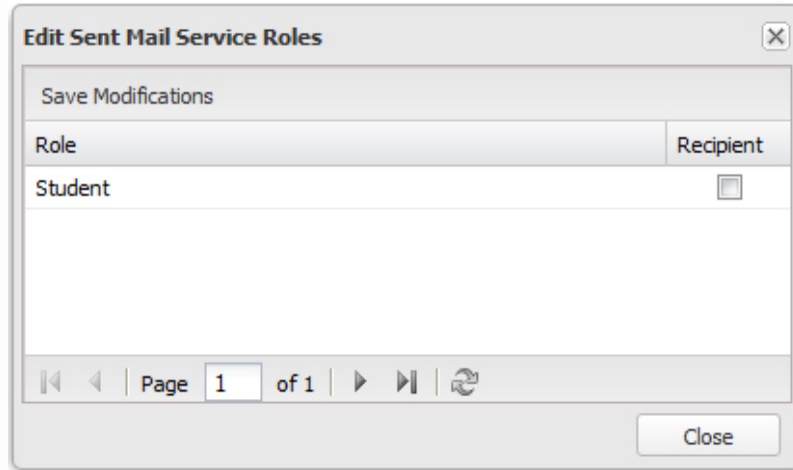 Edit Sent Mail Service Roles
Save Modifications
Role Recipient
Student
Page 1 of 1
Close